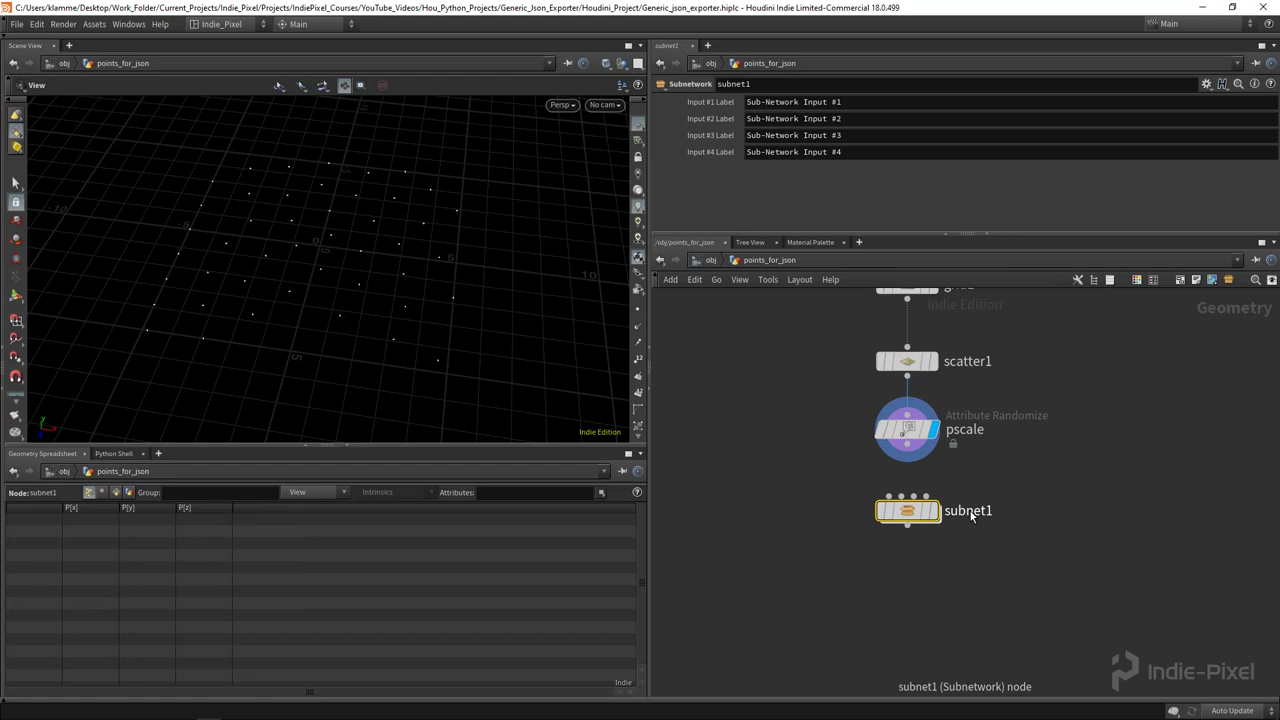 C:/Users/klamme/Desktop/Work_Folder/Current_Projects/Indie_Pixel/Projects/IndiePixel_Courses/YouTube_Videos/Hou_Python_Projects/Generic_Json_Exporter/Houdini_Project/Generic_json_exporter.hiplc - Houdini Indie Limited-Commercial 18.0.499
File Edit Render Assets Windows Help Indie_Pixel Main Main
Scene View
subnet1
obj points_for_json
obj points_for_json
View
Subnetwork subnet1
Persp No cam
Input #1 Label Sub-Network Input #1
Input #2 Label Sub-Network Input #2
Input #3 Label Sub-Network Input #3
Input #4 Label Sub-Network Input #4
/obj/points_for_json Tree View Material Palette
obj points_for_json
Add Edit Go View Tools Layout Help
Indie Edition
Geometry
scatter1
Attribute Randomize
pscale
subnet1
Indie Edition
Geometry Spreadsheet Python Shell
obj points_for_json
Node: subnet1 Group: View Intrinsics Attributes:
P[x] P[y] P[z]
Indie
Indie-Pixel
subnet1 (Subnetwork) node
Auto Update